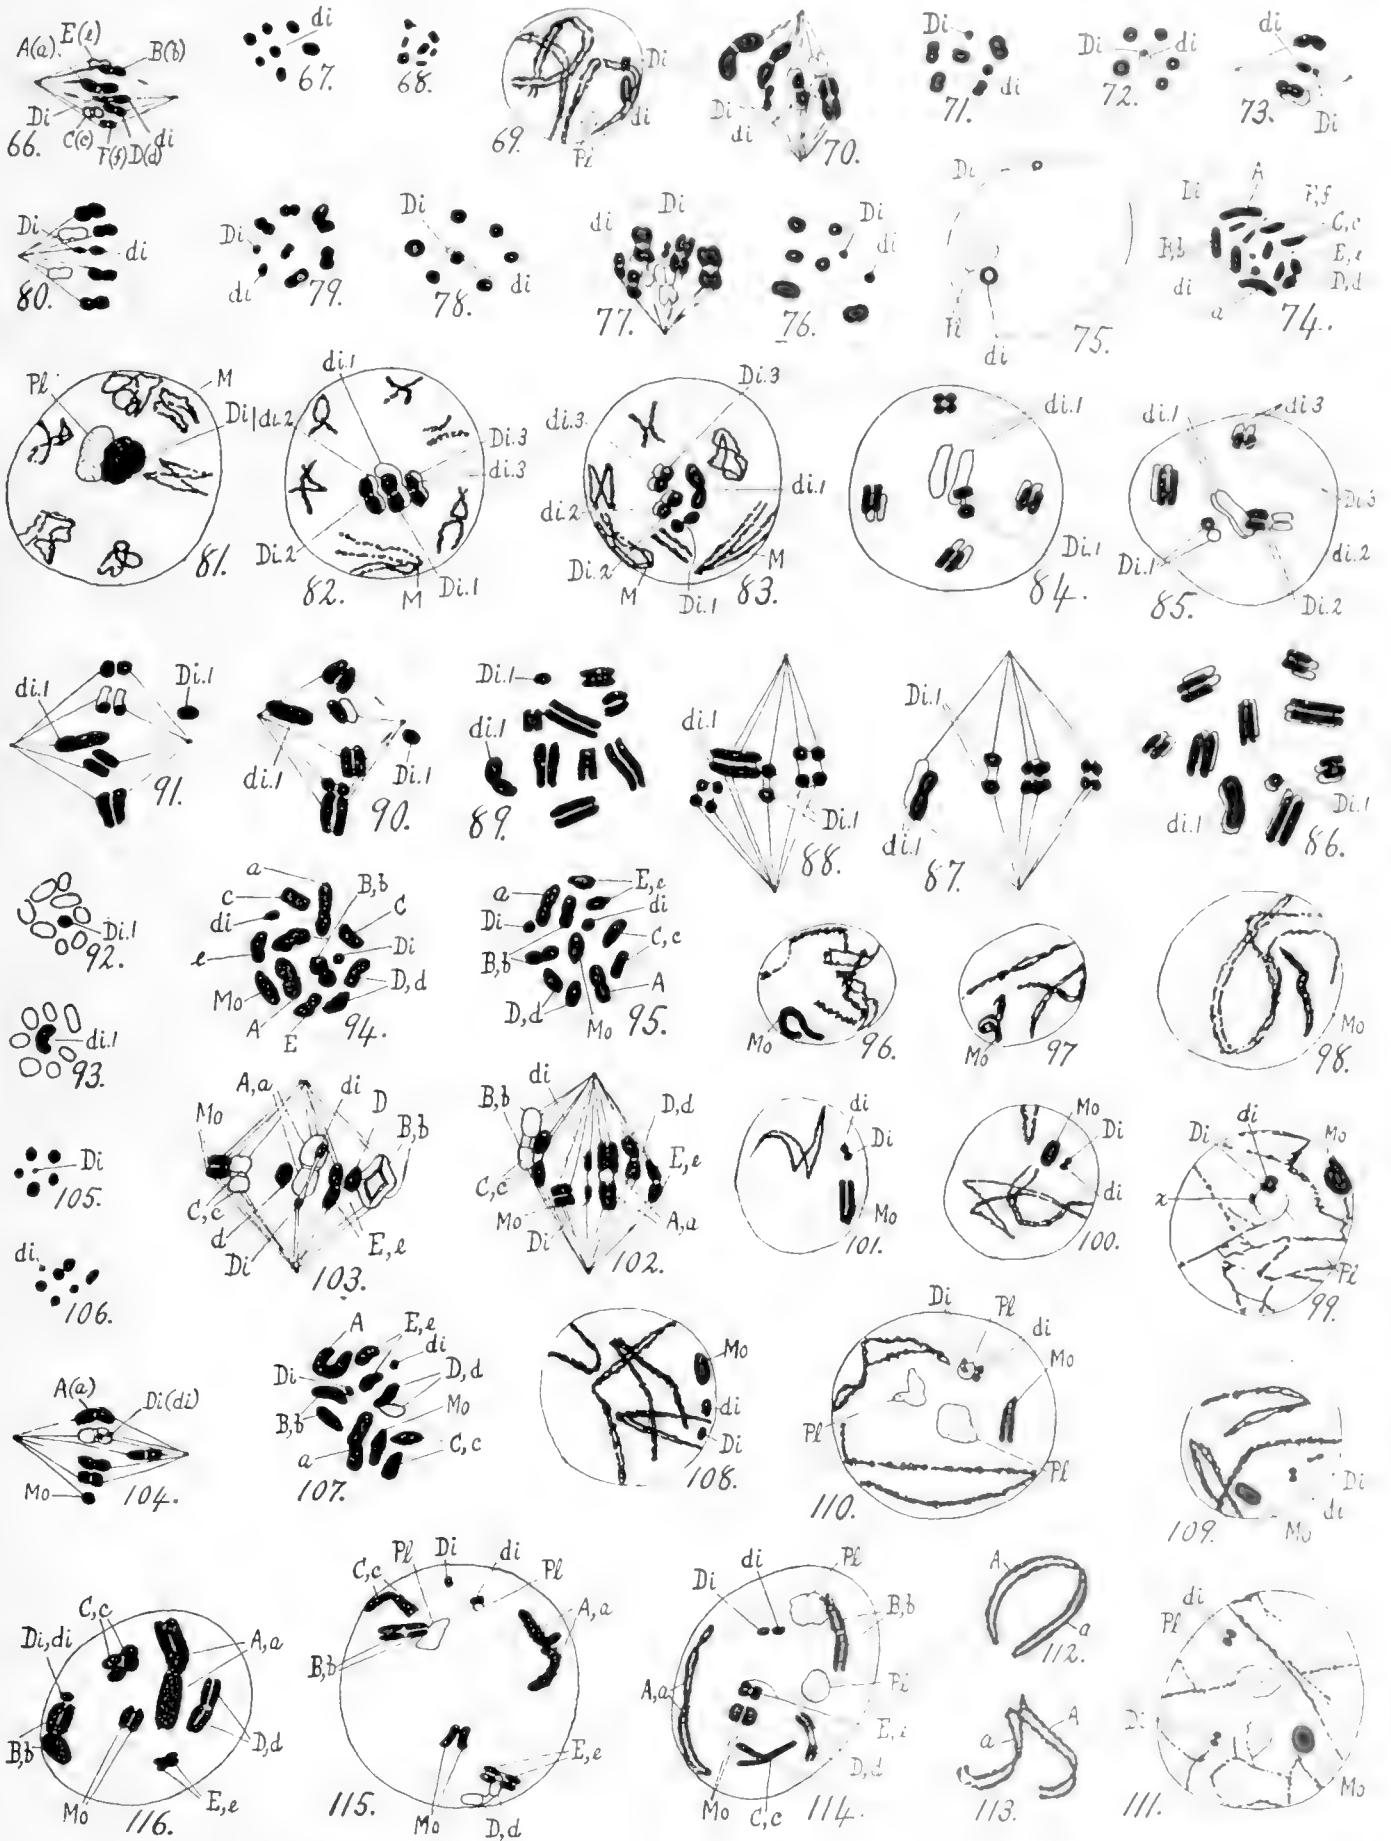 E(e)
A(a)
B(b)
Di
C(c)
F(f)
D(d)
di
66.
di
67.
68.
Di
di
Pl
69.
Di
di
70.
Di
di
71.
Di
di
72.
di
Di
73.
Di
di
80.
Di
di
79.
Di
di
78.
di
Di
77.
Di
di
76.
Di
di
75.
A
F,f
C,c
E,e
D,d
B,b
di
a
74.
Pl
M
Di
81.
di.1
di.2
Di.3
di.3
Di.2
Di.1
M
82.
Di.3
di.3
di.1
di.2
Di.2
M
Di.1
M
83.
di.1
Di.1
84.
di.1
di.3
Di.3
di.2
Di.1
Di.2
85.
di.1
Di.1
91.
di.1
Di.1
90.
Di.1
di.1
89.
di.1
Di.1
88.
Di.1
di.1
87.
di.1
Di.1
86.
Di.1
92.
di.1
93.
a
B,b
c
C
di
Di
e
D,d
Mo
A
E
94.
a
E,e
Di
di
C,c
B,b
A
D,d
Mo
95.
Mo
96.
Mo
97
Mo
98.
Di
105.
di
106.
A,a
di
D
Mo
B,b
C,c
d
Di
E,e
103.
di
B,b
D,d
E,e
C,c
Mo
Di
A,a
102.
di
Di
Mo
101.
Mo
Di
di
100.
di
Di
Mo
x
Pl
99.
A(a)
Di(di)
Mo
104.
A
E,e
di
Di
D,d
Mo
B,b
C,c
a
107.
Mo
di
Di
108.
Di
Pl
di
Mo
Pl
Pl
110.
Di
di
Mo
109.
C,c
Di,di
A,a
B,b
D,d
Mo
E,e
116.
Pl
Di
di
Pl
C,c
A,a
B,b
E,e
Mo
D,d
115.
di
Pl
Di
B,b
A,a
Pl
E,e
D,d
Mo
C,c
114.
A
a
112.
A
a
113.
di
Pl
Di
Mo
111.